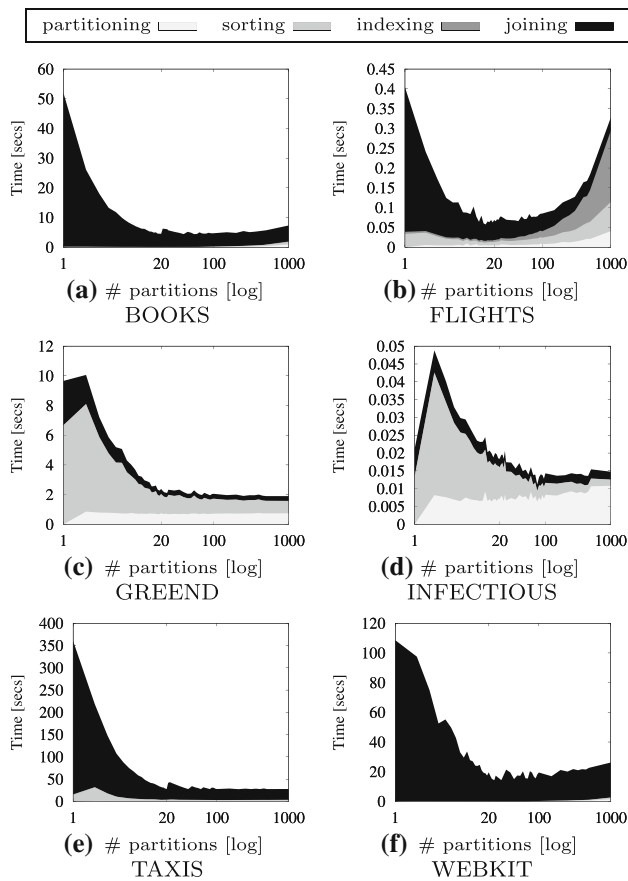 partitioning sorting indexing joining
60
50
40
30
20
10
0
Time [secs]
1 20 100 1000
# partitions [log]
(a) BOOKS
0.45
0.4
0.35
0.3
0.25
0.2
0.15
0.1
0.05
0
Time [secs]
1 20 100 1000
# partitions [log]
(b) FLIGHTS
12
10
8
6
4
2
0
Time [secs]
1 20 100 1000
# partitions [log]
(c) GREEND
0.05
0.045
0.04
0.035
0.03
0.025
0.02
0.015
0.01
0.005
0
Time [secs]
1 20 100 1000
# partitions [log]
(d) INFECTIOUS
400
350
300
250
200
150
100
50
0
Time [secs]
1 20 100 1000
# partitions [log]
(e) TAXIS
120
100
80
60
40
20
0
Time [secs]
1 20 100 1000
# partitions [log]
(f) WEBKIT